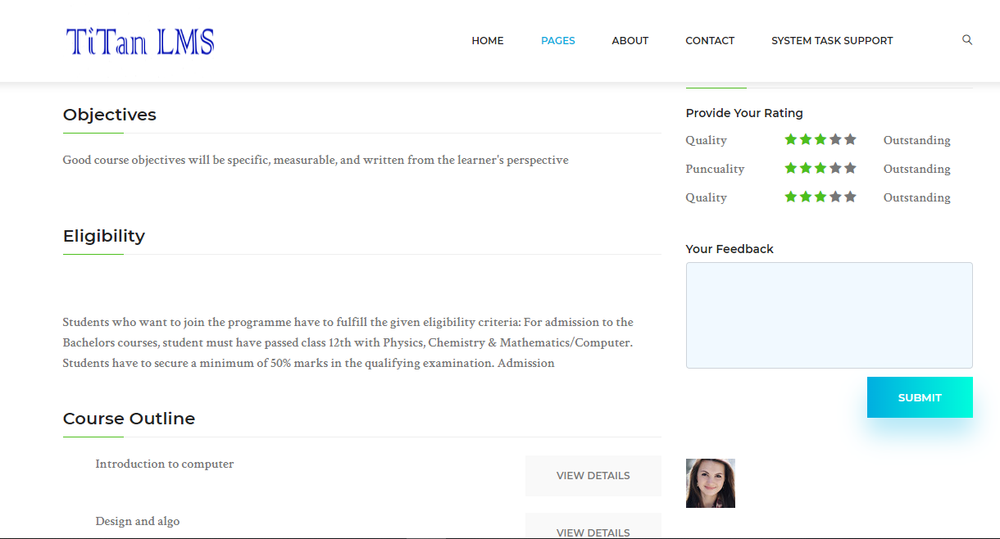 TiTan LMS
HOME
PAGES
ABOUT
CONTACT
SYSTEM TASK SUPPORT
Objectives
Good course objectives will be specific, measurable, and written from the learner's perspective
Eligibility
Students who want to join the programme have to fulfill the given eligibility criteria: For admission to the
Bachelors courses, student must have passed class 12th with Physics, Chemistry & Mathematics/Computer.
Students have to secure a minimum of 50% marks in the qualifying examination. Admission
Course Outline
Introduction to computer
VIEW DETAILS
Design and algo
VIEW DETAILS
Provide Your Rating
Quality
Outstanding
Puncuality
Outstanding
Quality
Outstanding
Your Feedback
SUBMIT